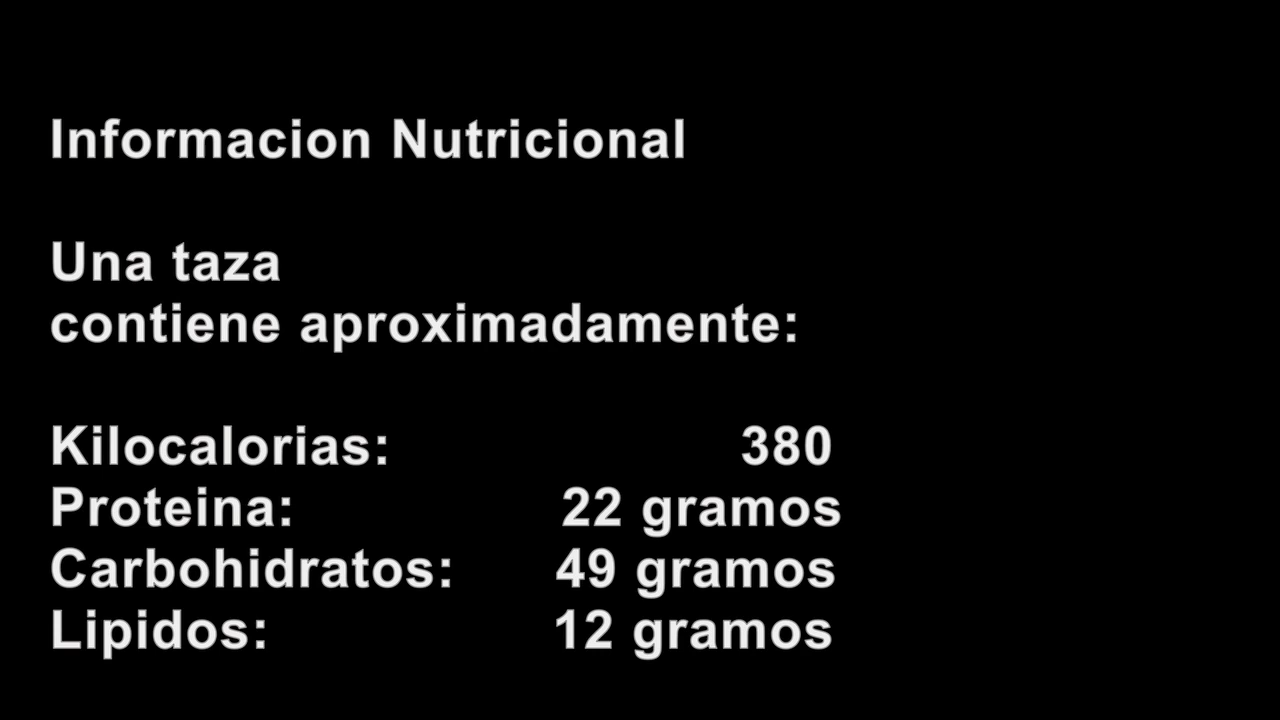 Informacion Nutricional
Una taza
contiene aproximadamente:
Kilocalorias: 380
Proteina: 22 gramos
Carbohidratos: 49 gramos
Lipidos: 12 gramos